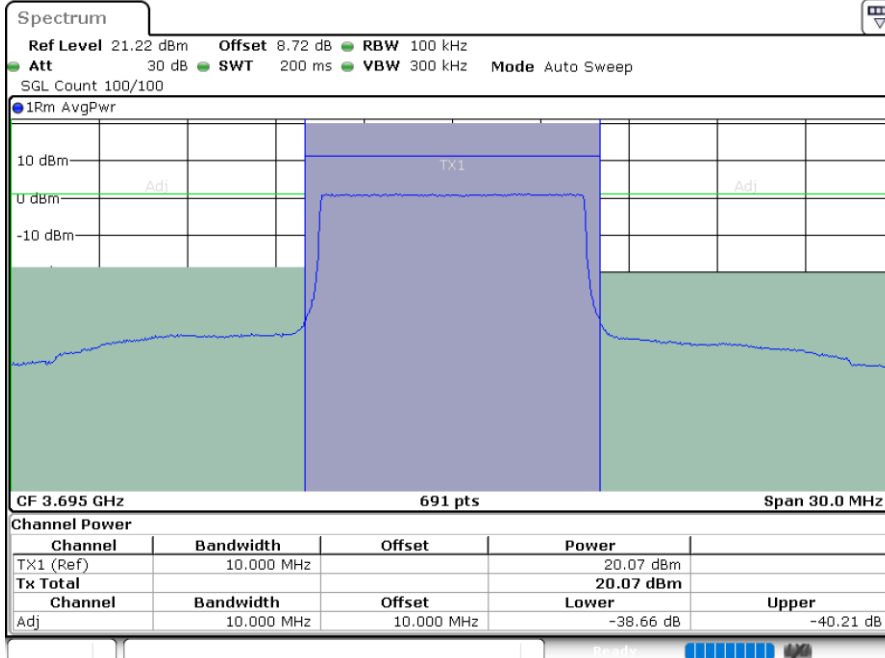 Spectrum
Ref Level 21.22 dBm Offset 8.72 dB RBW 100 kHz
Att 30 dB SWT 200 ms VBW 300 kHz Mode Auto Sweep
SGL Count 100/100
1Rm AvgPwr
10 dBm
TX1
Adj Adj
0 dBm
-10 dBm
CF 3.695 GHz 691 pts Span 30.0 MHz
Channel Power
Channel Bandwidth Offset Power
TX1 (Ref) 10.000 MHz 20.07 dBm
Tx Total 20.07 dBm
Channel Bandwidth Offset Lower Upper
Adj 10.000 MHz 10.000 MHz -38.66 dB -40.21 dB
Ready